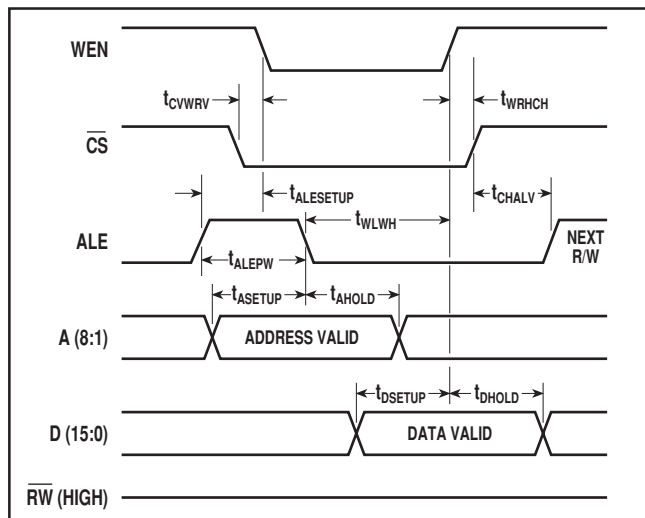 WEN
tCVWRV
tWRHCH
CS
tALESETUP
tWLWH
tCHALV
ALE
tALEPW
NEXT
R/W
tASETUP
tAHOLD
A (8:1)
ADDRESS VALID
tDSETUP
tDHOLD
D (15:0)
DATA VALID
RW (HIGH)